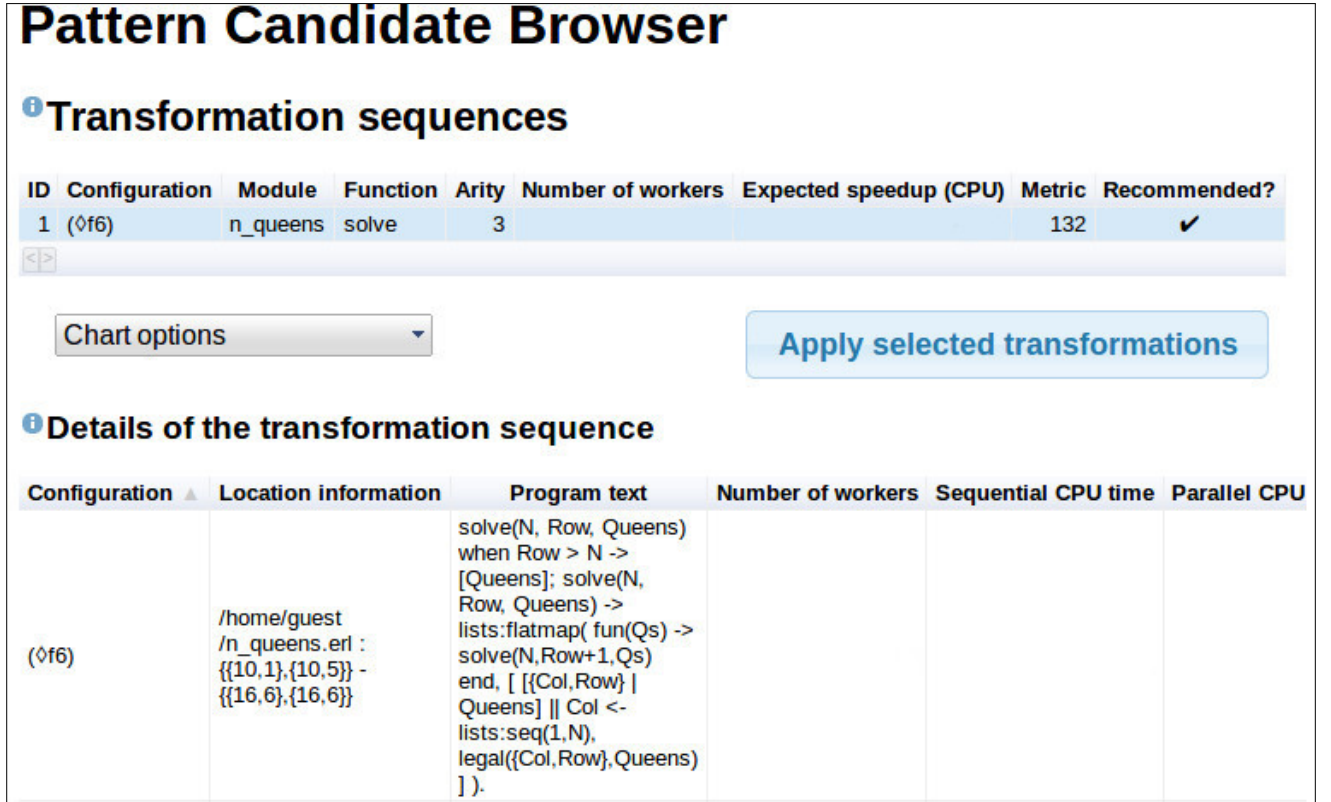 Pattern Candidate Browser
Transformation sequences
ID Configuration Module Function Arity Number of workers Expected speedup (CPU) Metric Recommended?
1 (◊f6) n_queens solve 3 132 ✔
< >
Chart options
Apply selected transformations
Details of the transformation sequence
Configuration ▲ Location information Program text Number of workers Sequential CPU time Parallel CPU
(◊f6)
/home/guest
/n_queens.erl :
{{10,1},{10,5}} -
{{16,6},{16,6}}
solve(N, Row, Queens)
when Row > N ->
[Queens]; solve(N,
Row, Queens) ->
lists:flatmap( fun(Qs) ->
solve(N,Row+1,Qs)
end, [ [{Col,Row} |
Queens] || Col <-
lists:seq(1,N),
legal({Col,Row},Queens)
] ).